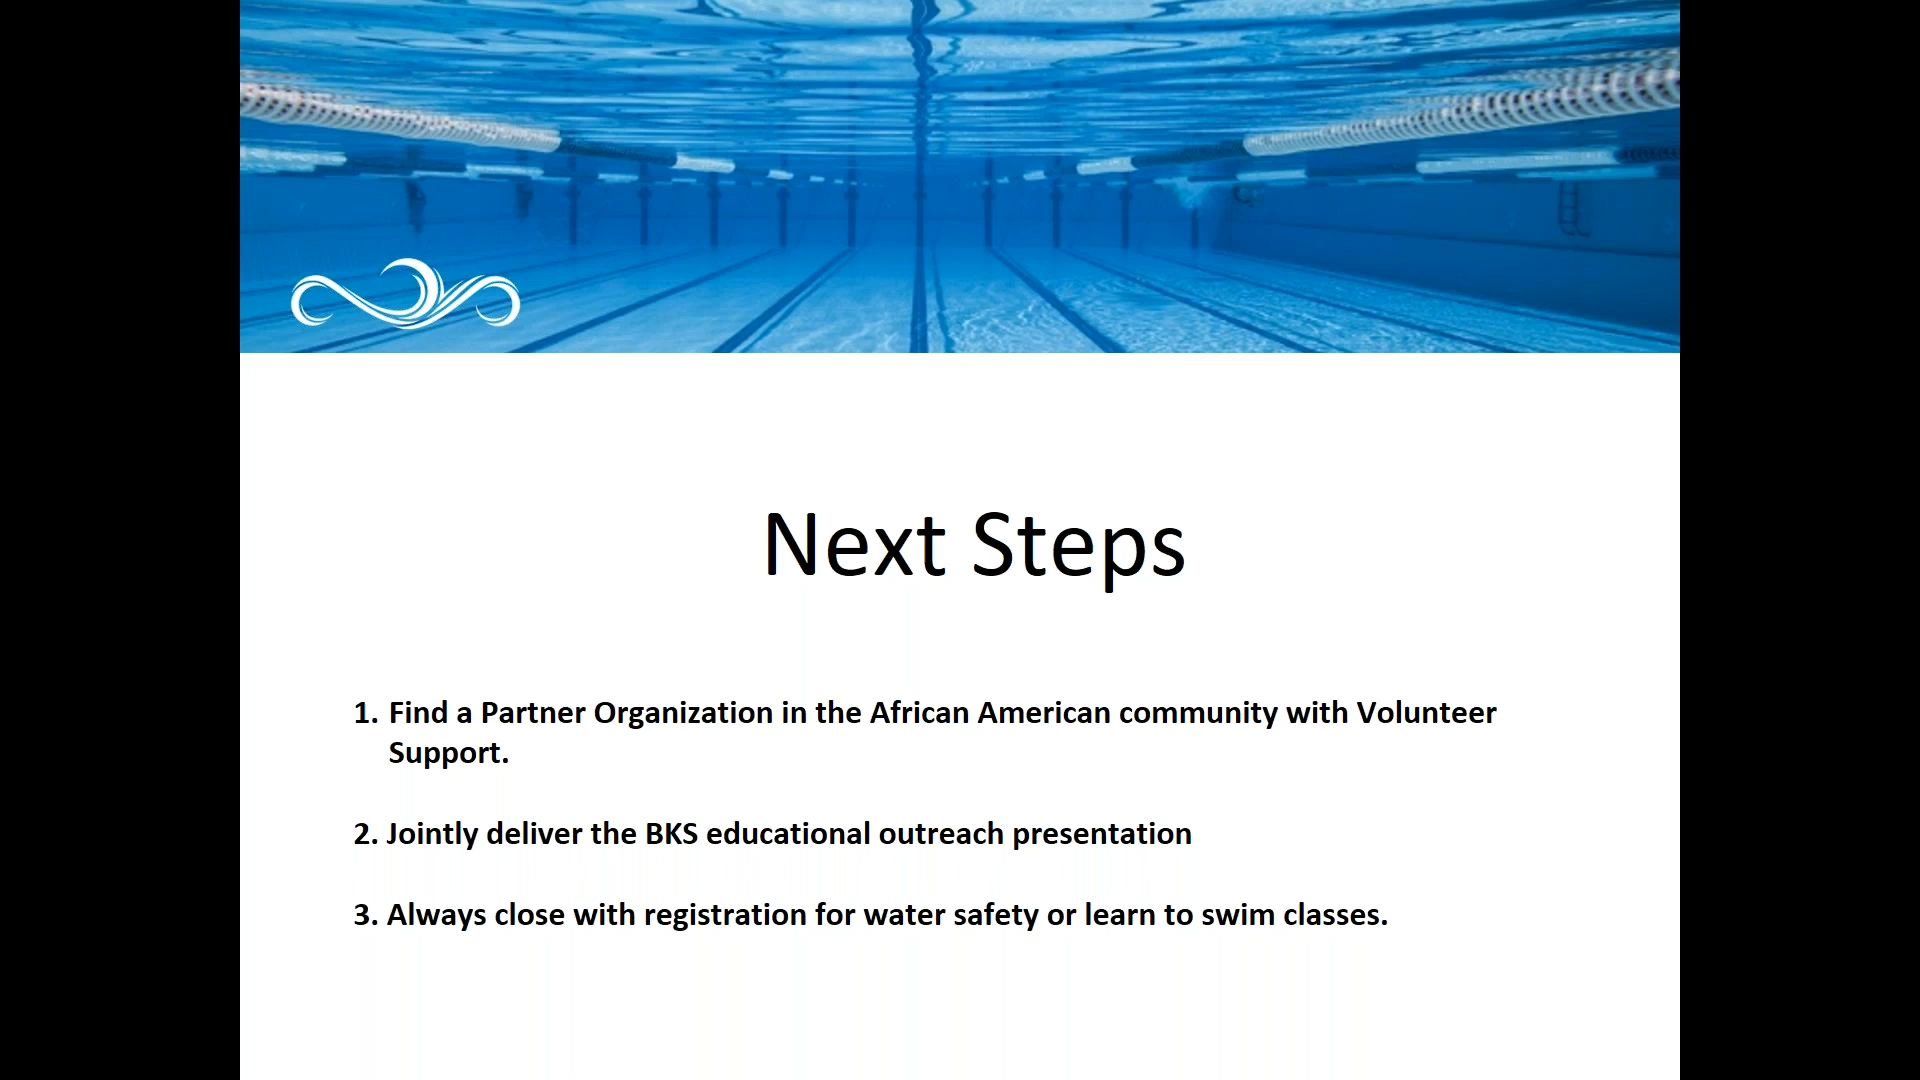 Next Steps
1. Find a Partner Organization in the African American community with Volunteer
Support.
2. Jointly deliver the BKS educational outreach presentation
3. Always close with registration for water safety or learn to swim classes.